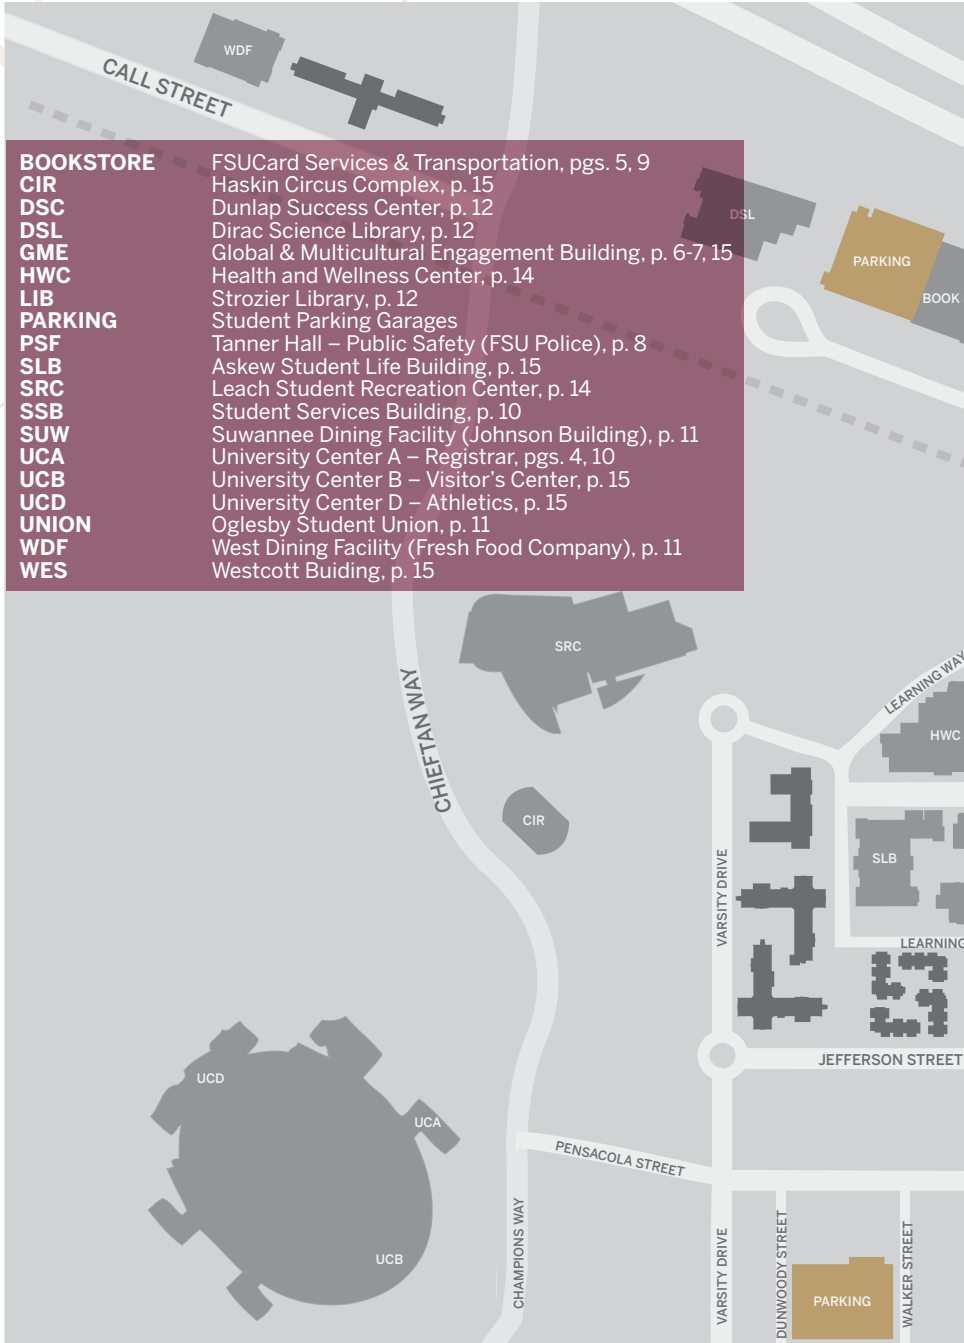 WDF
CALL STREET
BOOKSTORE FSUCard Services & Transportation, pgs. 5, 9
CIR Haskin Circus Complex, p. 15
DSC Dunlap Success Center, p. 12
DSL Dirac Science Library, p. 12
GME Global & Multicultural Engagement Building, p. 6-7, 15
HWC Health and Wellness Center, p. 14
LIB Strozier Library, p. 12
PARKING Student Parking Garages
PSF Tanner Hall – Public Safety (FSU Police), p. 8
SLB Askew Student Life Building, p. 15
SRC Leach Student Recreation Center, p. 14
SSB Student Services Building, p. 10
SUW Suwannee Dining Facility (Johnson Building), p. 11
UCA University Center A – Registrar, pgs. 4, 10
UCB University Center B – Visitor's Center, p. 15
UCD University Center D – Athletics, p. 15
UNION Oglesby Student Union, p. 11
WDF West Dining Facility (Fresh Food Company), p. 11
WES Westcott Buiding, p. 15
DSL
PARKING
BOOK
SRC
LEARNING WAY
HWC
CHIEFTAN WAY
CIR
SLB
VARSITY DRIVE
LEARNING
JEFFERSON STREET
UCD
UCA
PENSACOLA STREET
UCB
CHAMPIONS WAY
VARSITY DRIVE
DUNWOODY STREET
PARKING
WALKER STREET